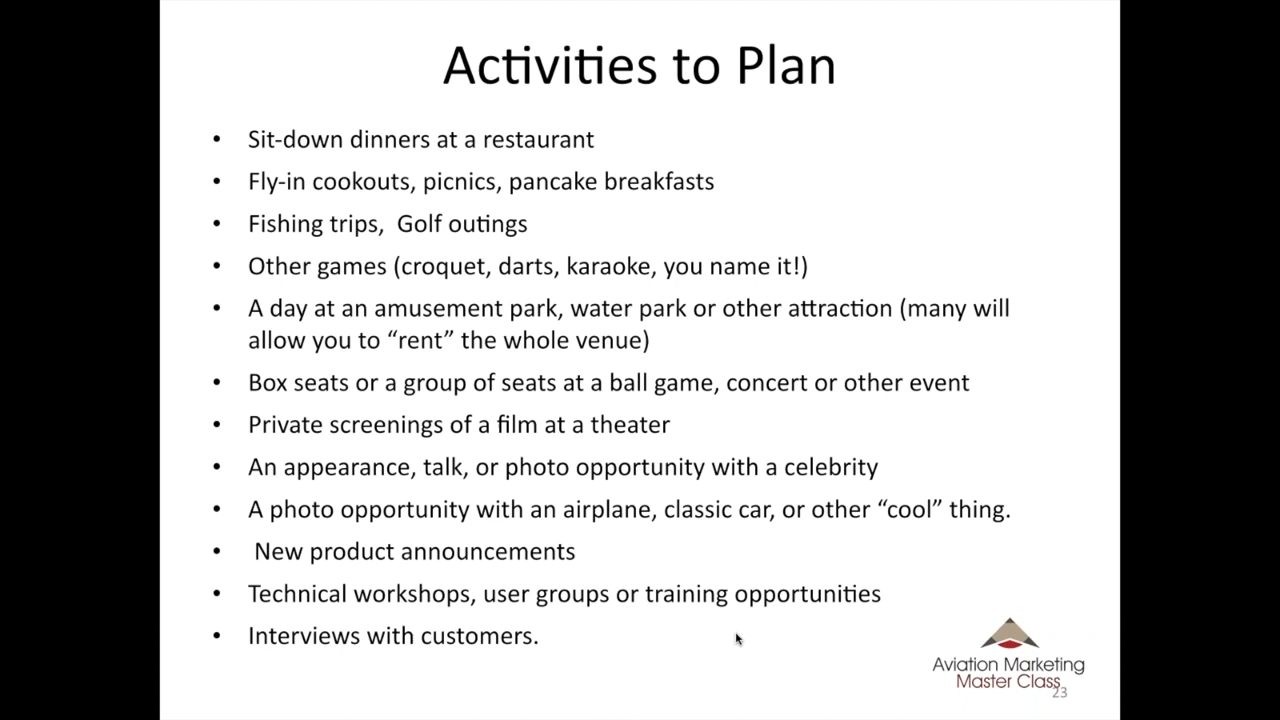 Activities to Plan
• Sit-down dinners at a restaurant
• Fly-in cookouts, picnics, pancake breakfasts
• Fishing trips,  Golf outings
• Other games (croquet, darts, karaoke, you name it!)
• A day at an amusement park, water park or other attraction (many will
allow you to “rent” the whole venue)
• Box seats or a group of seats at a ball game, concert or other event
• Private screenings of a film at a theater
• An appearance, talk, or photo opportunity with a celebrity
• A photo opportunity with an airplane, classic car, or other “cool” thing.
•  New product announcements
• Technical workshops, user groups or training opportunities
• Interviews with customers.
Aviation Marketing
Master Class
23